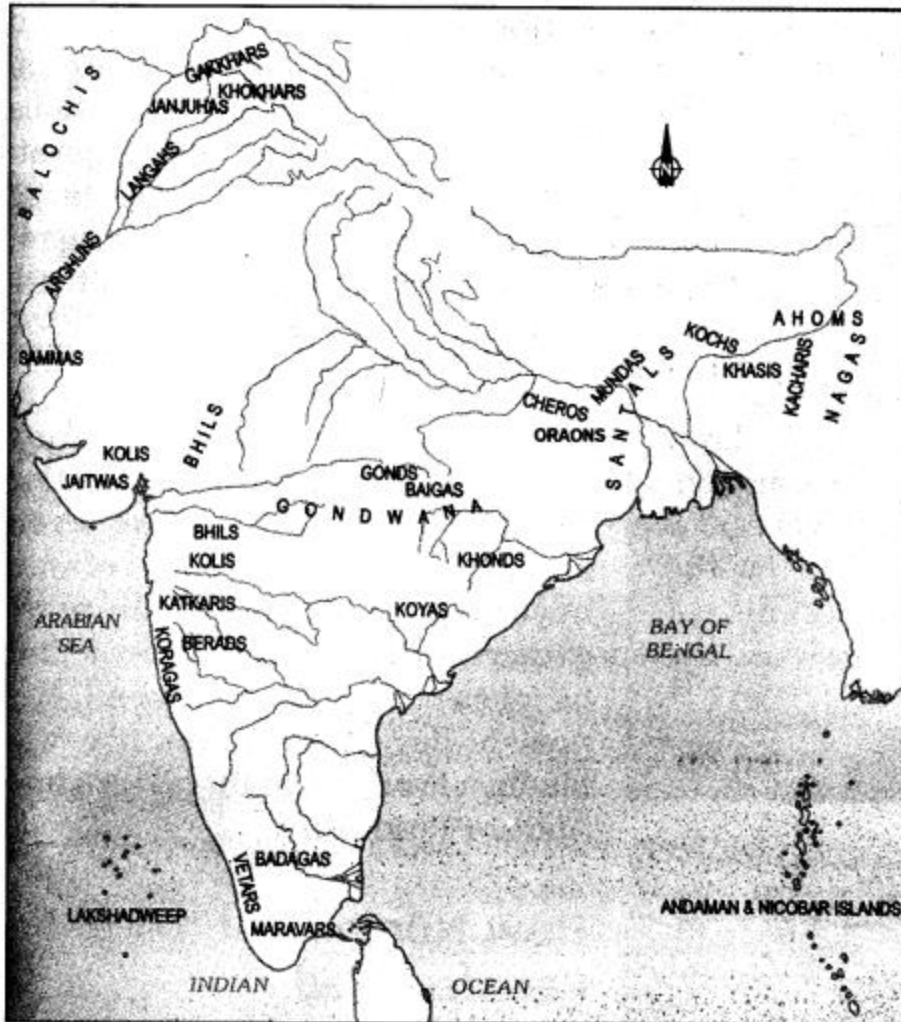 GAKKHARS
KHOKHARS
JANJUHAS
BALOCHIS
LANGAHS
N
ARGHUNS
SAMMAS
AHOMS
KOCHS
KHASIS
KACHARIS
NAGAS
MUNDAS
CHEROS
SANTALS
ORAONS
BHILS
KOLIS
JAITWAS
GONDS
BAIGAS
GONDWANA
BHILS
KOLIS
KHONDS
KATKARIS
KOYAS
ARABIAN
SEA
BERADS
KORAGAS
BAY OF
BENGAL
BADAGAS
VETARS
LAKSHADWEEP
MARAVARS
ANDAMAN & NICOBAR ISLANDS
INDIAN OCEAN